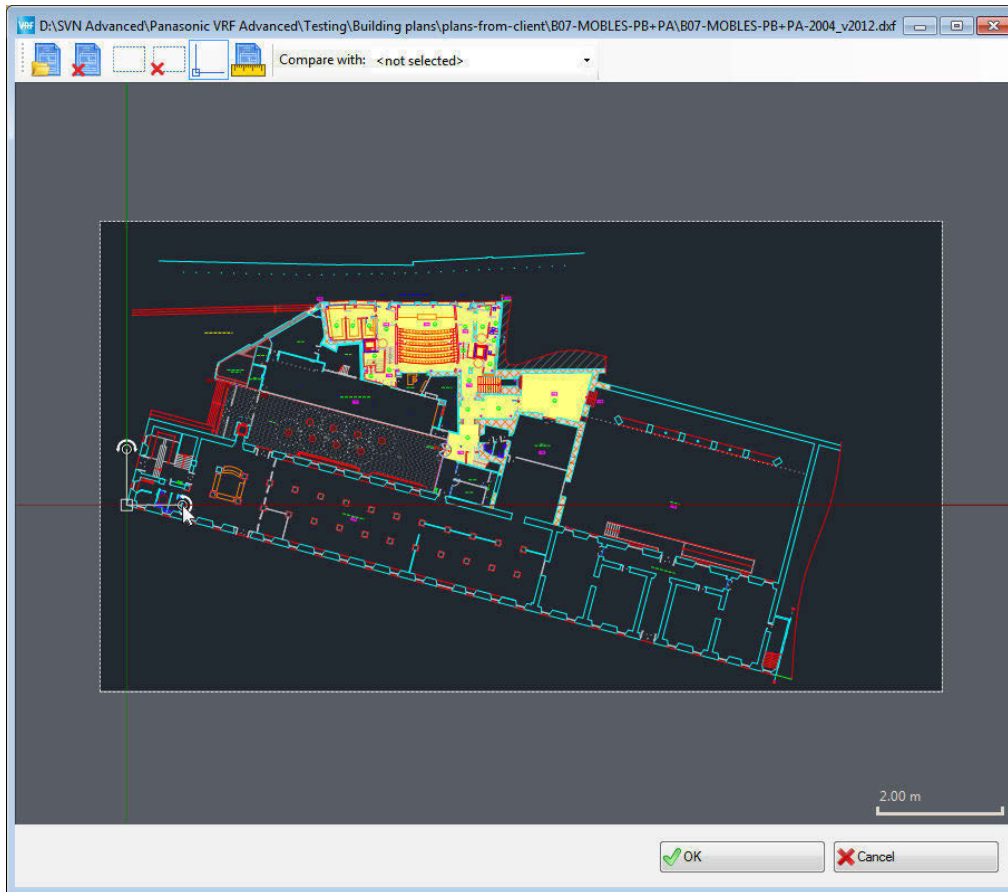 VRF D:\SVN Advanced\Panasonic VRF Advanced\Testing\Building plans\plans-from-client\B07-MOBLES-PB+PA\B07-MOBLES-PB+PA-2004_v2012.dxf
Compare with: <not selected>
2.00 m
OK
Cancel